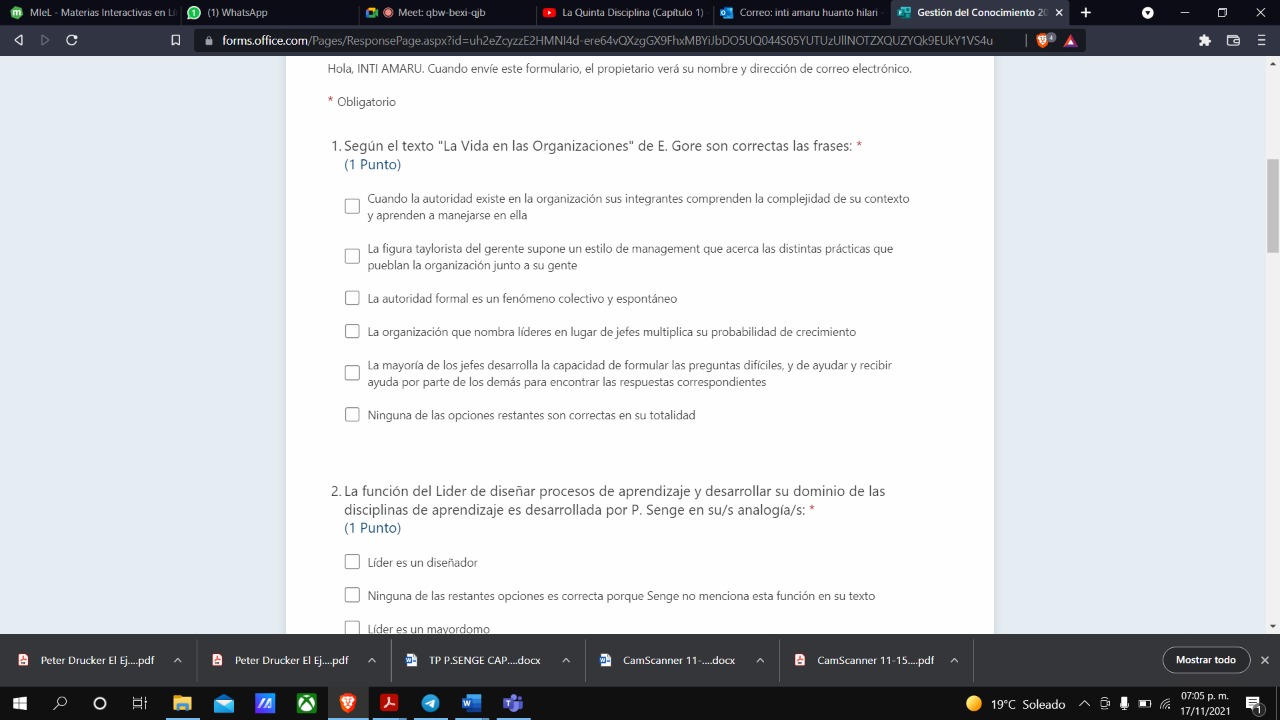 MieL - Materias Interactivas en Lí
(1) WhatsApp
Meet: qbw-bexi-qjb
La Quinta Disciplina (Capítulo 1)
Correo: inti amaru huanto hilari -
Gestión del Conocimiento 20
forms.office.com/Pages/ResponsePage.aspx?id=uh2eZcyzzE2HMNI4d-ere64vQXzgGX9FhxMBYiJbDO5UQ044S05YUTUzUllNOTZXQUZYQk9EUkY1VS4u
4
Hola, INTI AMARU. Cuando envíe este formulario, el propietario verá su nombre y dirección de correo electrónico.
* Obligatorio
1. Según el texto "La Vida en las Organizaciones" de E. Gore son correctas las frases: *
(1 Punto)
Cuando la autoridad existe en la organización sus integrantes comprenden la complejidad de su contexto
y aprenden a manejarse en ella
La figura taylorista del gerente supone un estilo de management que acerca las distintas prácticas que
pueblan la organización junto a su gente
La autoridad formal es un fenómeno colectivo y espontáneo
La organización que nombra líderes en lugar de jefes multiplica su probabilidad de crecimiento
La mayoría de los jefes desarrolla la capacidad de formular las preguntas difíciles, y de ayudar y recibir
ayuda por parte de los demás para encontrar las respuestas correspondientes
Ninguna de las opciones restantes son correctas en su totalidad
2. La función del Lider de diseñar procesos de aprendizaje y desarrollar su dominio de las
disciplinas de aprendizaje es desarrollada por P. Senge en su/s analogía/s: *
(1 Punto)
Líder es un diseñador
Ninguna de las restantes opciones es correcta porque Senge no menciona esta función en su texto
Líder es un mayordomo
Peter Drucker El Ej....pdf
Peter Drucker El Ej....pdf
TP P.SENGE CAP....docx
CamScanner 11-....docx
CamScanner 11-15....pdf
Mostrar todo
19°C Soleado
07:05 p. m.
17/11/2021
1